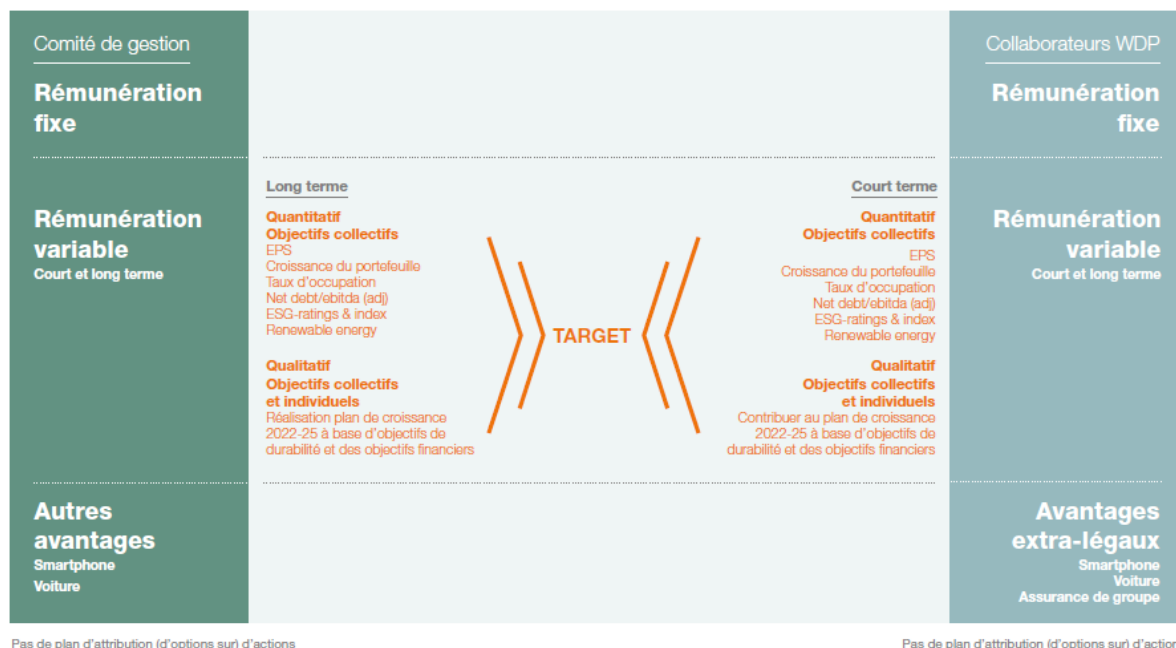 Comité de gestion
Rémunération
fixe
Rémunération
variable
Court et long terme
Autres
avantages
Smartphone
Voiture
Long terme
Quantitatif
Objectifs collectifs
EPS
Croissance du portefeuille
Taux d'occupation
Net debt/ebitda (adj)
ESG-ratings & index
Renewable energy
Qualitatif
Objectifs collectifs
et individuels
Réalisation plan de croissance
2022-25 à base d'objectifs de
durabilité et des objectifs financiers
TARGET
Court terme
Quantitatif
Objectifs collectifs
EPS
Croissance du portefeuille
Taux d'occupation
Net debt/ebitda (adj)
ESG-ratings & index
Renewable energy
Qualitatif
Objectifs collectifs
et individuels
Contribuer au plan de croissance
2022-25 à base d'objectifs de
durabilité et des objectifs financiers
Collaborateurs WDP
Rémunération
fixe
Rémunération
variable
Court et long terme
Avantages
extra-légaux
Smartphone
Voiture
Assurance de groupe
Pas de plan d'attribution (d'options sur) d'actions
Pas de plan d'attribution (d'options sur) d'action